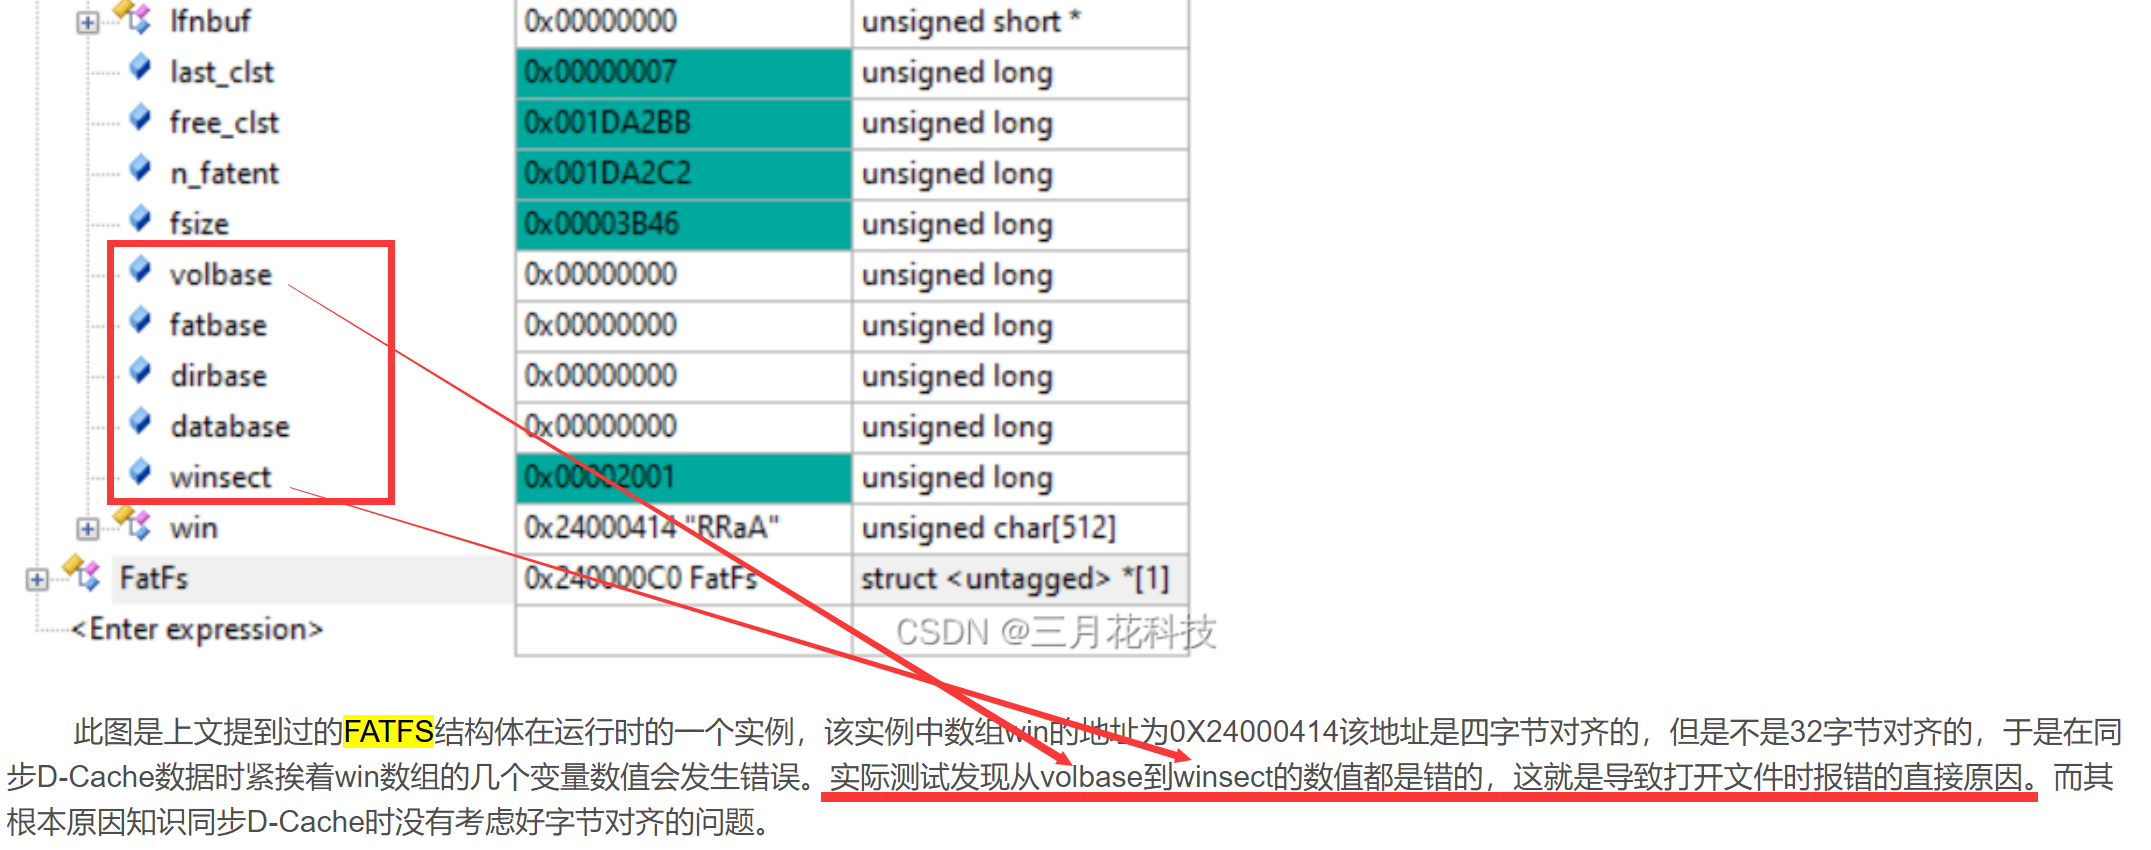 lfnbuf 0x00000000 unsigned short *
last_clst 0x00000007 unsigned long
free_clst 0x001DA2BB unsigned long
n_fatent 0x001DA2C2 unsigned long
fsize 0x00003B46 unsigned long
volbase 0x00000000 unsigned long
fatbase 0x00000000 unsigned long
dirbase 0x00000000 unsigned long
database 0x00000000 unsigned long
winsect 0x00002001 unsigned long
win 0x24000414 "RRaA" unsigned char[512]
FatFs 0x240000C0 FatFs struct <untagged> *[1]
<Enter expression>
CSDN @三月花科技
此图是上文提到过的FATFS结构体在运行时的一个实例，该实例中数组win的地址为0X24000414该地址是四字节对齐的，但是不是32字节对齐的，于是在同
步D-Cache数据时紧挨着win数组的几个变量数值会发生错误。实际测试发现从volbase到winsect的数值都是错的，这就是导致打开文件时报错的直接原因。而其
根本原因知识同步D-Cache时没有考虑好字节对齐的问题。